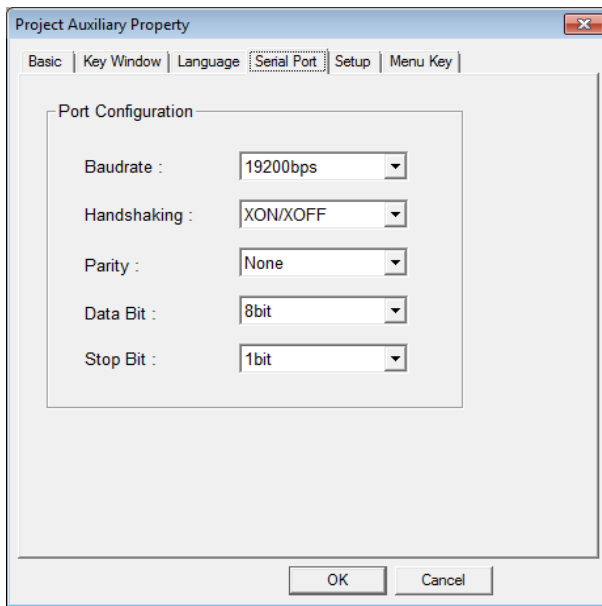 Project Auxiliary Property
Basic Key Window Language Serial Port Setup Menu Key
Port Configuration
Baudrate : 19200bps
Handshaking : XON/XOFF
Parity : None
Data Bit : 8bit
Stop Bit : 1bit
OK Cancel